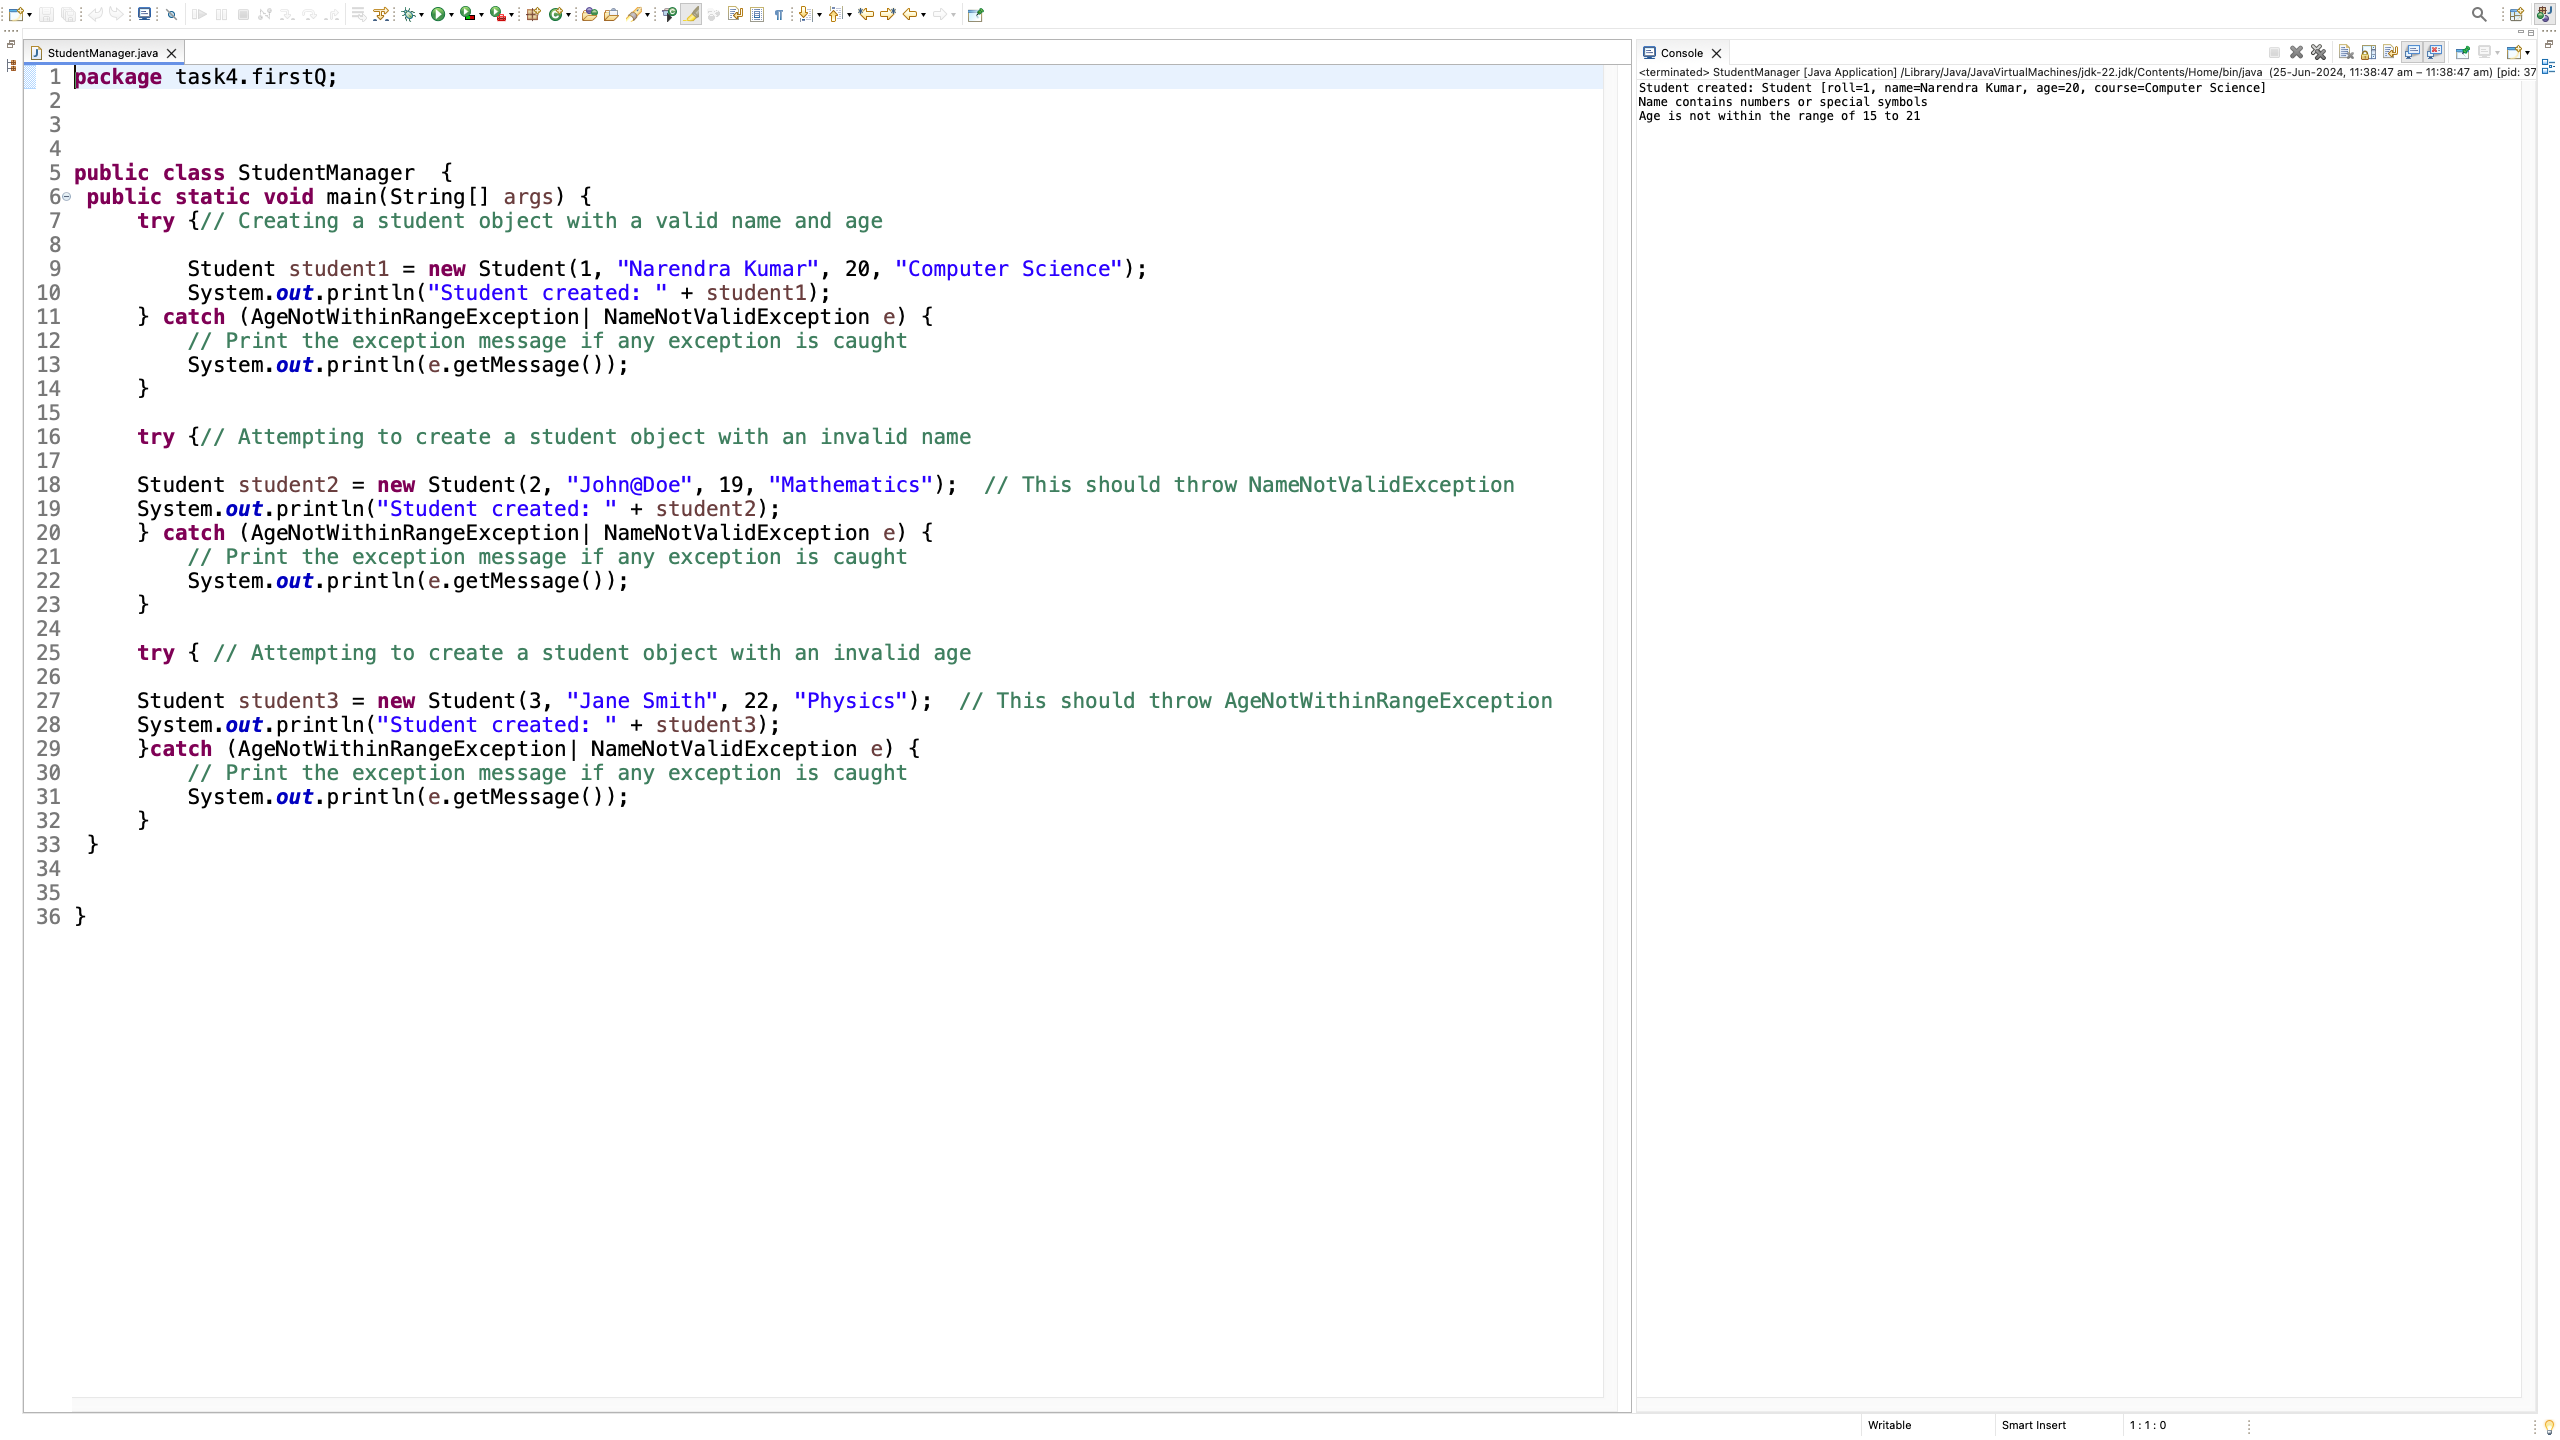 StudentManager.java
1 package task4.firstQ;
2
3
4
5 public class StudentManager  {
6  public static void main(String[] args) {
7      try {// Creating a student object with a valid name and age
8
9          Student student1 = new Student(1, "Narendra Kumar", 20, "Computer Science");
10          System.out.println("Student created: " + student1);
11      } catch (AgeNotWithinRangeException| NameNotValidException e) {
12          // Print the exception message if any exception is caught
13          System.out.println(e.getMessage());
14      }
15
16      try {// Attempting to create a student object with an invalid name
17
18      Student student2 = new Student(2, "John@Doe", 19, "Mathematics");  // This should throw NameNotValidException
19      System.out.println("Student created: " + student2);
20      } catch (AgeNotWithinRangeException| NameNotValidException e) {
21          // Print the exception message if any exception is caught
22          System.out.println(e.getMessage());
23      }
24
25      try { // Attempting to create a student object with an invalid age
26
27      Student student3 = new Student(3, "Jane Smith", 22, "Physics");  // This should throw AgeNotWithinRangeException
28      System.out.println("Student created: " + student3);
29      }catch (AgeNotWithinRangeException| NameNotValidException e) {
30          // Print the exception message if any exception is caught
31          System.out.println(e.getMessage());
32      }
33  }
34
35
36 }
Console
<terminated> StudentManager [Java Application] /Library/Java/JavaVirtualMachines/jdk-22.jdk/Contents/Home/bin/java (25-Jun-2024, 11:38:47 am – 11:38:47 am) [pid: 37
Student created: Student [roll=1, name=Narendra Kumar, age=20, course=Computer Science]
Name contains numbers or special symbols
Age is not within the range of 15 to 21
Writable Smart Insert 1 : 1 : 0